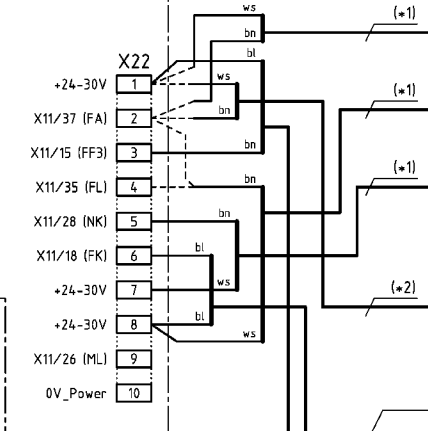 ws
(*1)
bn
X22
bl
+24-30V 1
ws
(*1)
X11/37 (FA) 2
bn
X11/15 (FF3) 3
bn
(*1)
X11/35 (FL) 4
bn
bn
X11/28 (NK) 5
bl
X11/18 (FK) 6
ws
(*2)
+24-30V 7
bl
+24-30V 8
ws
X11/26 (ML) 9
0V_Power 10